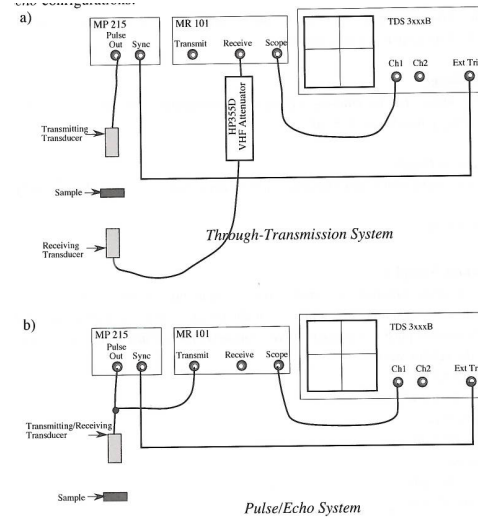 a)
MP 215
Pulse
Out Sync
MR 101
Transmit Receive Scope
TDS 3xxxB
Ch1 Ch2 Ext Tri
HP355D
VHF Attenuator
Transmitting
Transducer
Sample
Receiving
Transducer
Through-Transmission System
b)
MP 215
Pulse
Out Sync
MR 101
Transmit Receive Scope
TDS 3xxxB
Ch1 Ch2 Ext Tri
Transmitting/Receiving
Transducer
Sample
Pulse/Echo System